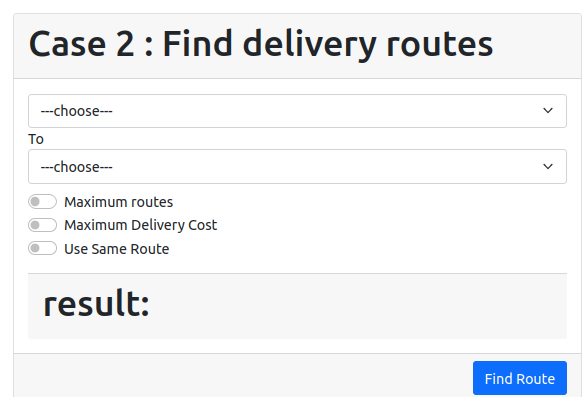 Case 2 : Find delivery routes
---choose---
To
---choose---
Maximum routes
Maximum Delivery Cost
Use Same Route
result:
Find Route